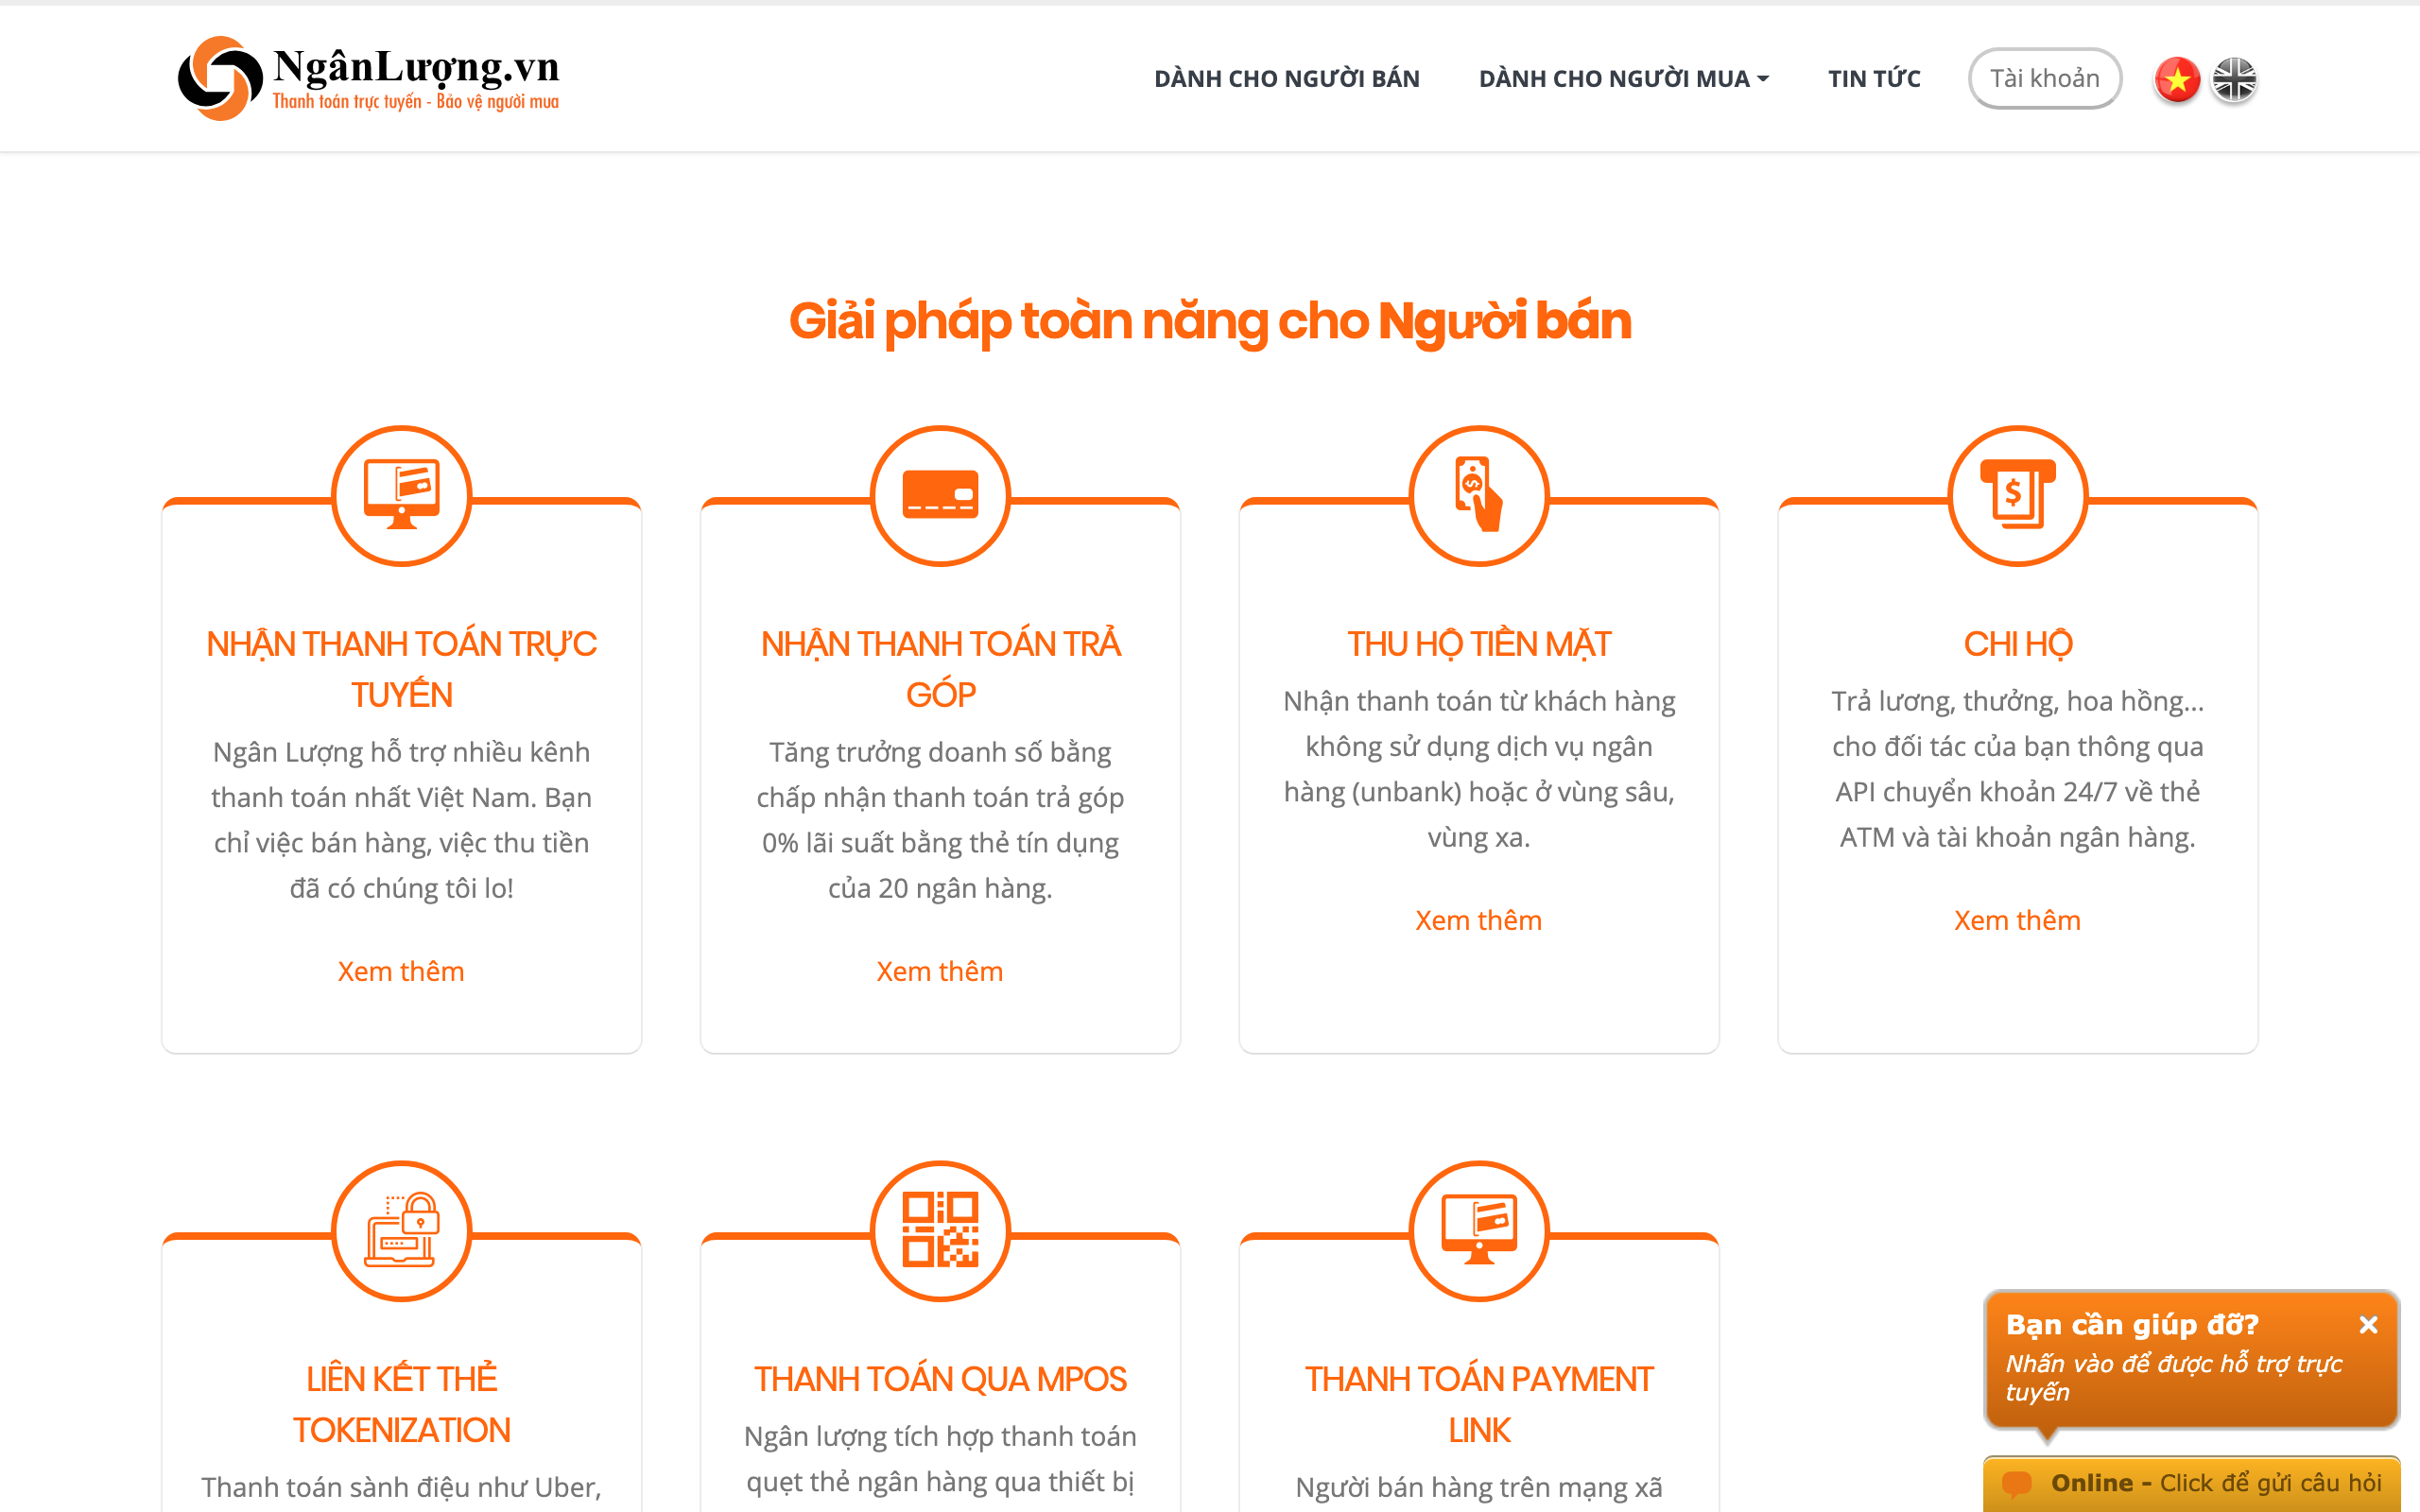 NgânLượng.vn
Thanh toán trực tuyến - Bảo vệ người mua
DÀNH CHO NGƯỜI BÁN
DÀNH CHO NGƯỜI MUA
TIN TỨC
Tài khoản
Giải pháp toàn năng cho Người bán
NHẬN THANH TOÁN TRỰC
TUYẾN
Ngân Lượng hỗ trợ nhiều kênh
thanh toán nhất Việt Nam. Bạn
chỉ việc bán hàng, việc thu tiền
đã có chúng tôi lo!
Xem thêm
NHẬN THANH TOÁN TRẢ
GÓP
Tăng trưởng doanh số bằng
chấp nhận thanh toán trả góp
0% lãi suất bằng thẻ tín dụng
của 20 ngân hàng.
Xem thêm
THU HỘ TIỀN MẶT
Nhận thanh toán từ khách hàng
không sử dụng dịch vụ ngân
hàng (unbank) hoặc ở vùng sâu,
vùng xa.
Xem thêm
CHI HỘ
Trả lương, thưởng, hoa hồng...
cho đối tác của bạn thông qua
API chuyển khoản 24/7 về thẻ
ATM và tài khoản ngân hàng.
Xem thêm
LIÊN KẾT THẺ
TOKENIZATION
Thanh toán sành điệu như Uber,
THANH TOÁN QUA MPOS
Ngân lượng tích hợp thanh toán
quẹt thẻ ngân hàng qua thiết bị
THANH TOÁN PAYMENT
LINK
Người bán hàng trên mạng xã
Bạn cần giúp đỡ?
Nhấn vào để được hỗ trợ trực
tuyến
Online - Click để gửi câu hỏi